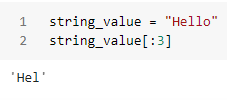 1 string_value = "Hello"
2 string_value[:3]
'Hel'